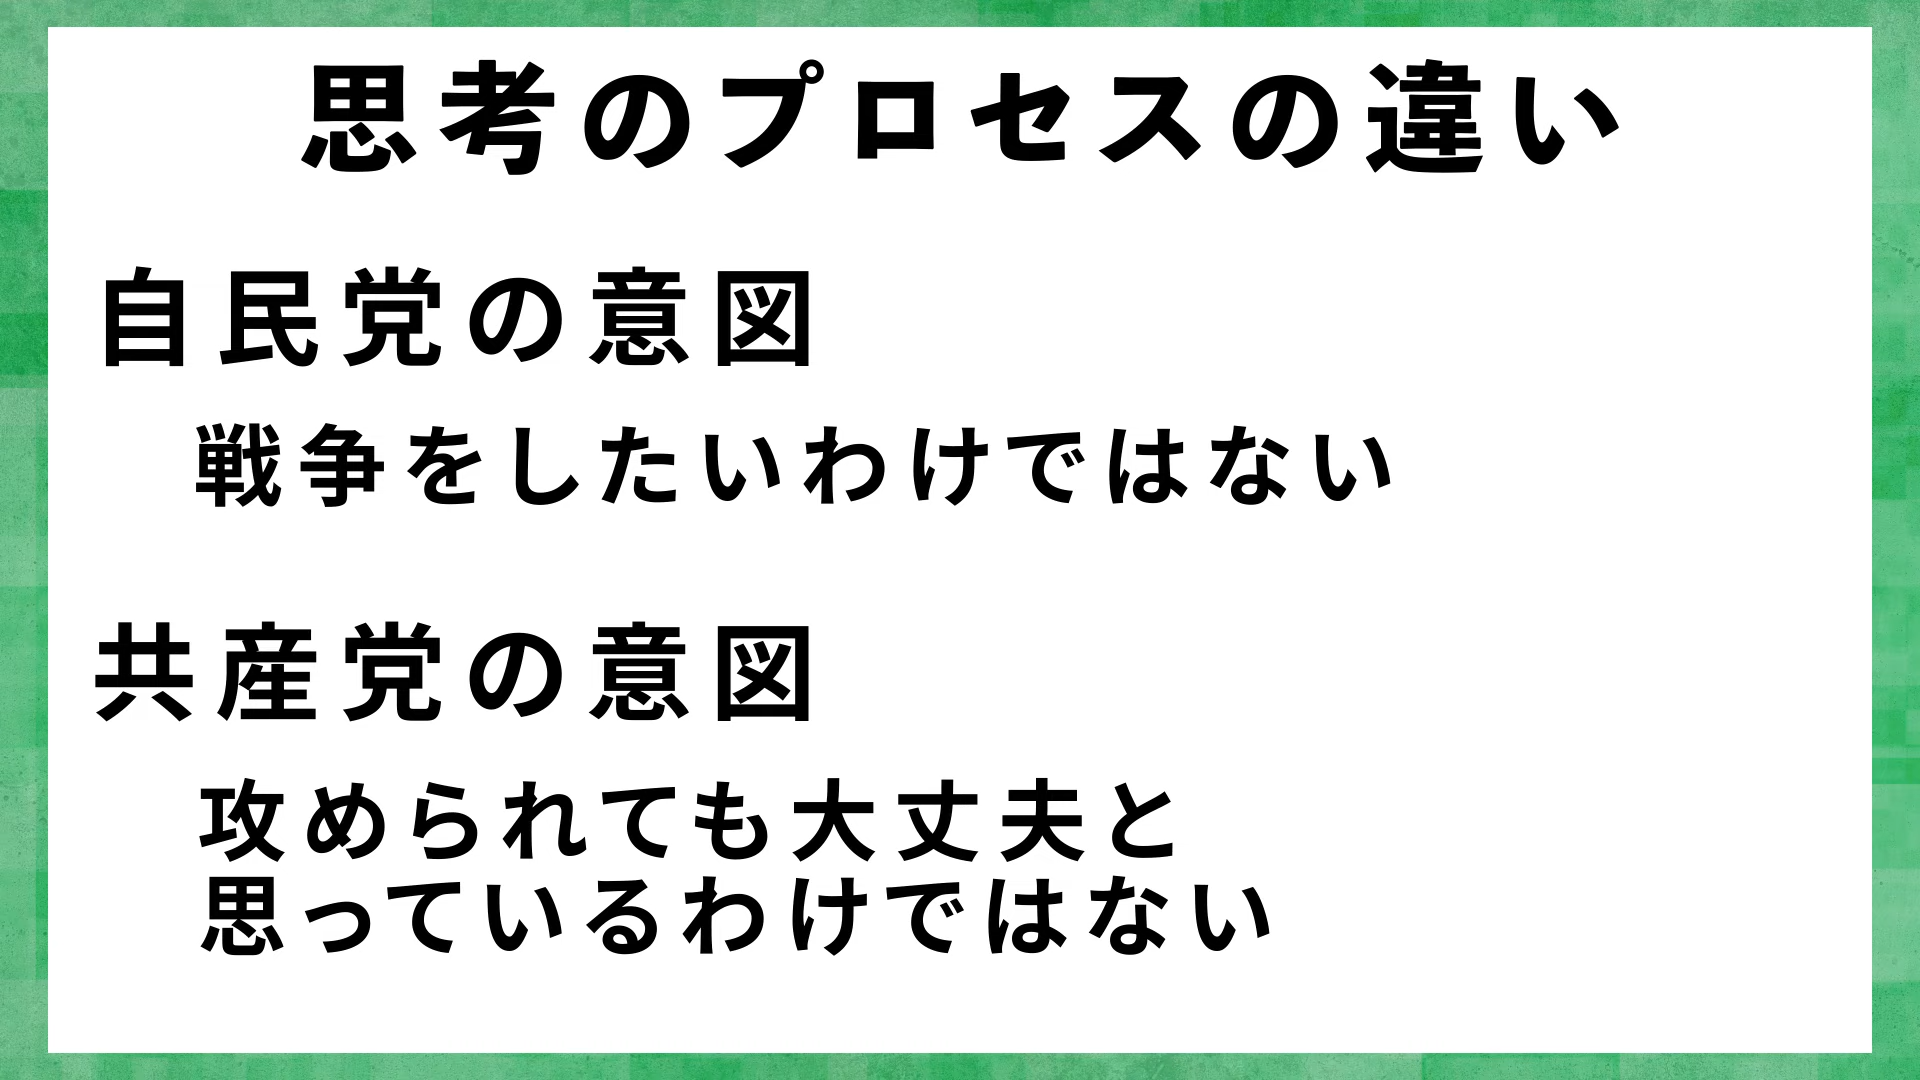 思考のプロセスの違い
自民党の意図
戦争をしたいわけではない
共産党の意図
攻められても大丈夫と
思っているわけではない